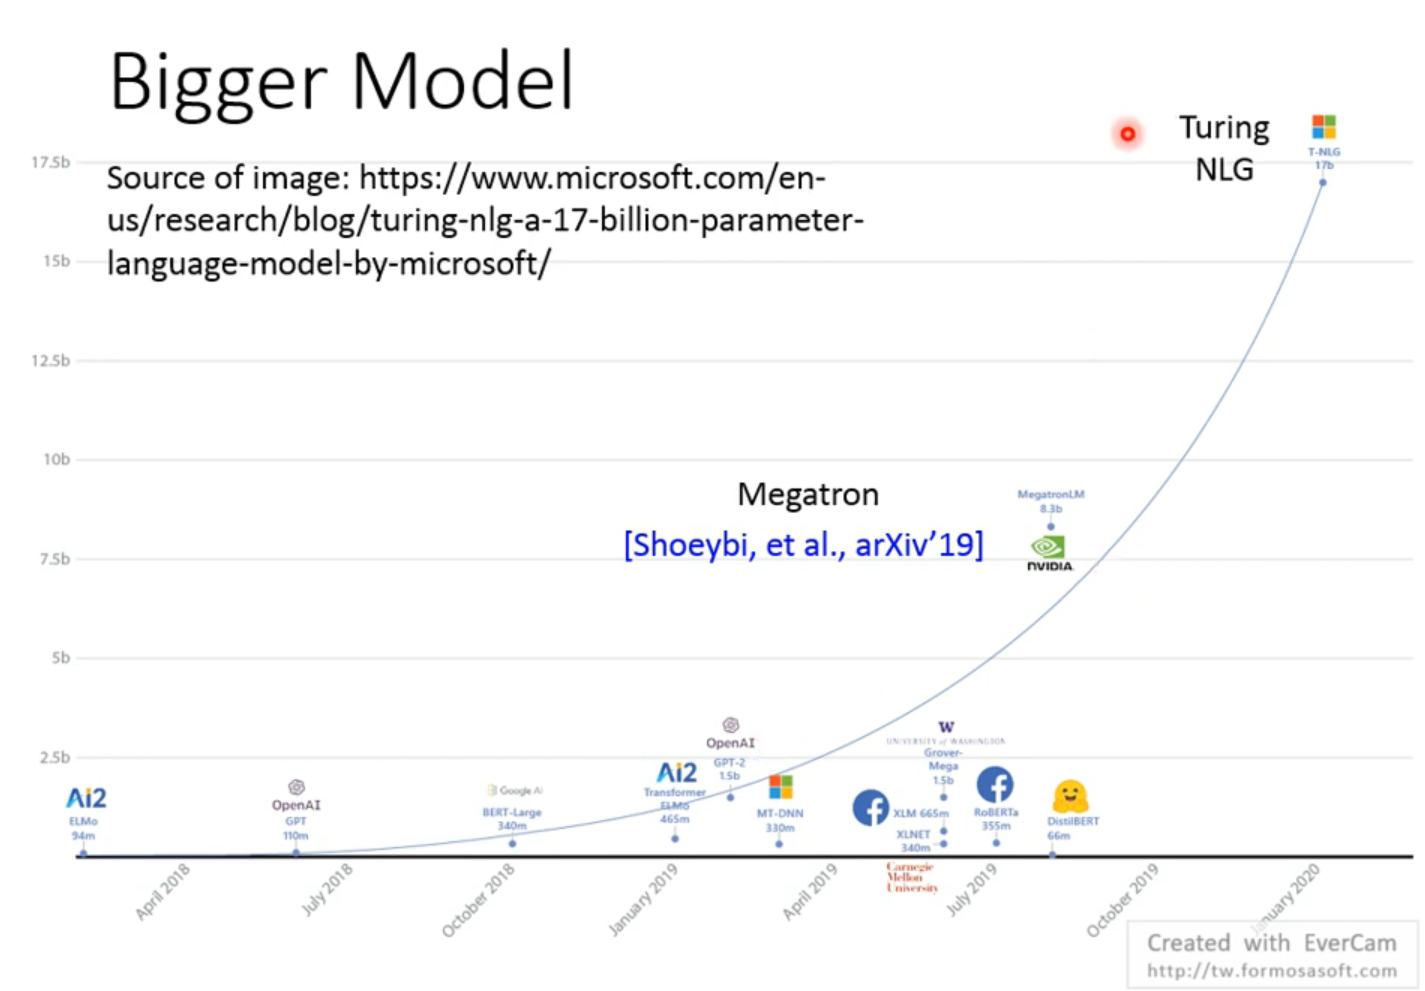 Bigger Model
Turing
NLG
T-NLG
17b
17.5b
Source of image: https://www.microsoft.com/en-
us/research/blog/turing-nlg-a-17-billion-parameter-
language-model-by-microsoft/
15b
12.5b
10b
Megatron
[Shoeybi, et al., arXiv'19]
MegatronLM
8.3b
NVIDIA
7.5b
5b
2.5b
Ai2
ELMo
94m
OpenAI
GPT
110m
Google AI
BERT-Large
340m
Ai2
Transformer
ELMo
465m
OpenAI
GPT-2
1.5b
MT-DNN
330m
W
UNIVERSITY of WASHINGTON
Grover-
Mega
1.5b
XLM 665m
XLNET
340m
Carnegie
Mellon
University
RoBERTa
355m
DistilBERT
66m
April 2018
July 2018
October 2018
January 2019
April 2019
July 2019
October 2019
January 2020
Created with EverCam
http://tw.formosasoft.com